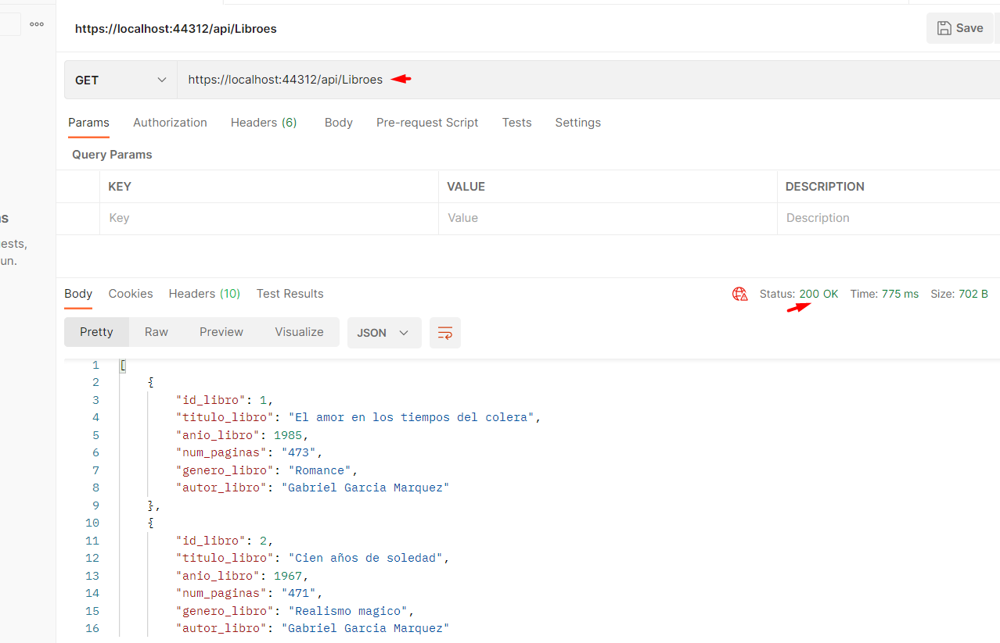 https://localhost:44312/api/Libroes
Save
GET https://localhost:44312/api/Libroes
Params Authorization Headers (6) Body Pre-request Script Tests Settings
Query Params
KEY VALUE DESCRIPTION
Key Value Description
ests,
un.
Body Cookies Headers (10) Test Results Status: 200 OK Time: 775 ms Size: 702 B
Pretty Raw Preview Visualize JSON
1 [
2 {
3 "id_libro": 1,
4 "titulo_libro": "El amor en los tiempos del colera",
5 "anio_libro": 1985,
6 "num_paginas": "473",
7 "genero_libro": "Romance",
8 "autor_libro": "Gabriel Garcia Marquez"
9 },
10 {
11 "id_libro": 2,
12 "titulo_libro": "Cien años de soledad",
13 "anio_libro": 1967,
14 "num_paginas": "471",
15 "genero_libro": "Realismo magico",
16 "autor_libro": "Gabriel Garcia Marquez"